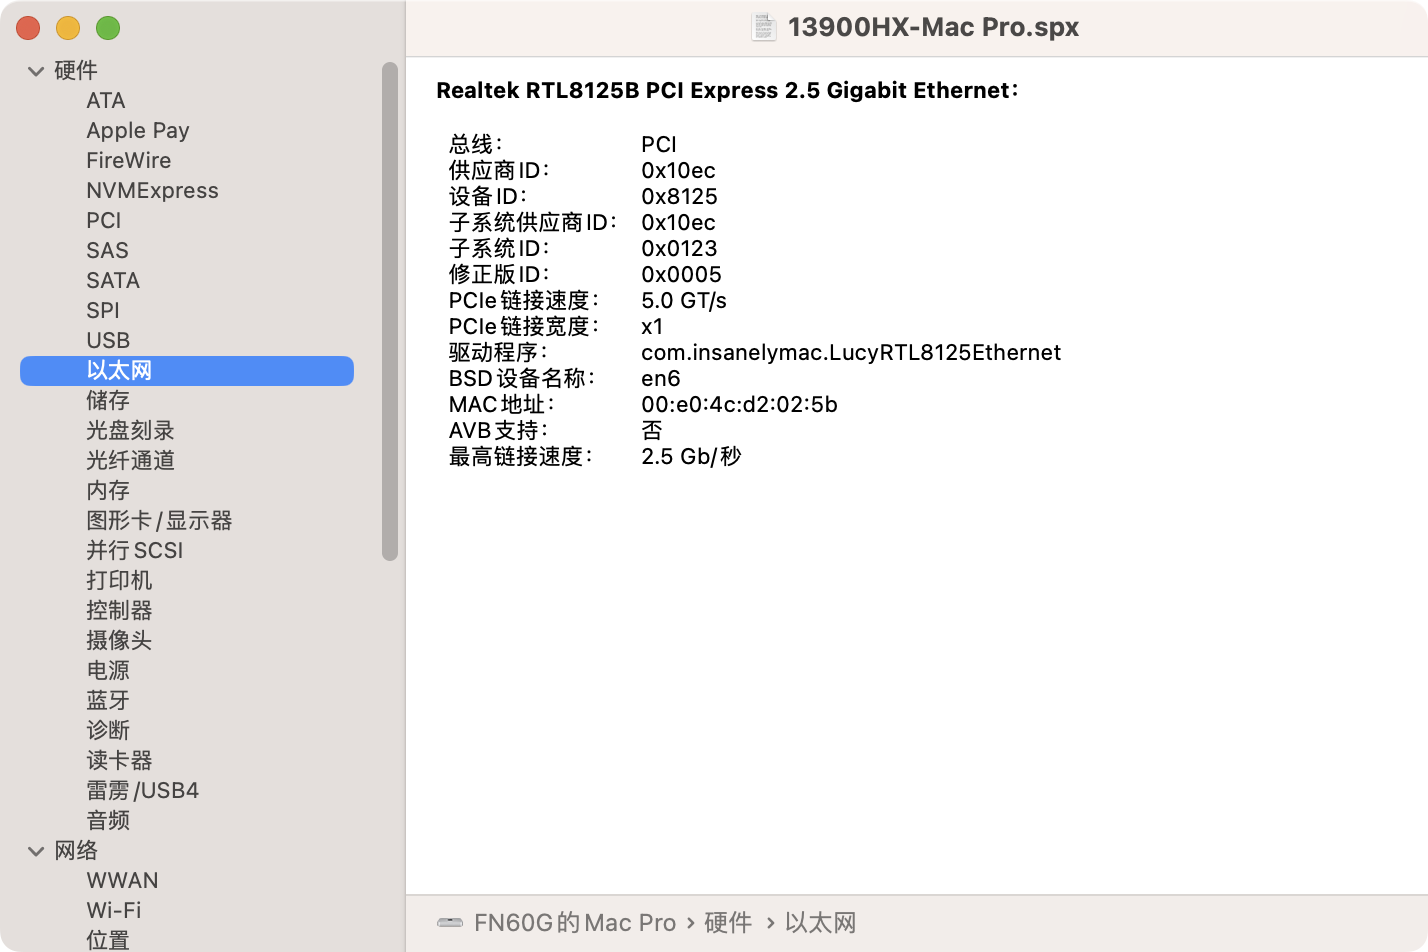 13900HX-Mac Pro.spx
硬件
ATA
Apple Pay
FireWire
NVMExpress
PCI
SAS
SATA
SPI
USB
以太网
储存
光盘刻录
光纤通道
内存
图形卡/显示器
并行SCSI
打印机
控制器
摄像头
电源
蓝牙
诊断
读卡器
雷雳/USB4
音频
网络
WWAN
Wi-Fi
位置
Realtek RTL8125B PCI Express 2.5 Gigabit Ethernet：
总线： PCI
供应商ID： 0x10ec
设备ID： 0x8125
子系统供应商ID： 0x10ec
子系统ID： 0x0123
修正版ID： 0x0005
PCIe链接速度： 5.0 GT/s
PCIe链接宽度： x1
驱动程序： com.insanelymac.LucyRTL8125Ethernet
BSD设备名称： en6
MAC地址： 00:e0:4c:d2:02:5b
AVB支持： 否
最高链接速度： 2.5 Gb/秒
FN60G的Mac Pro › 硬件 › 以太网